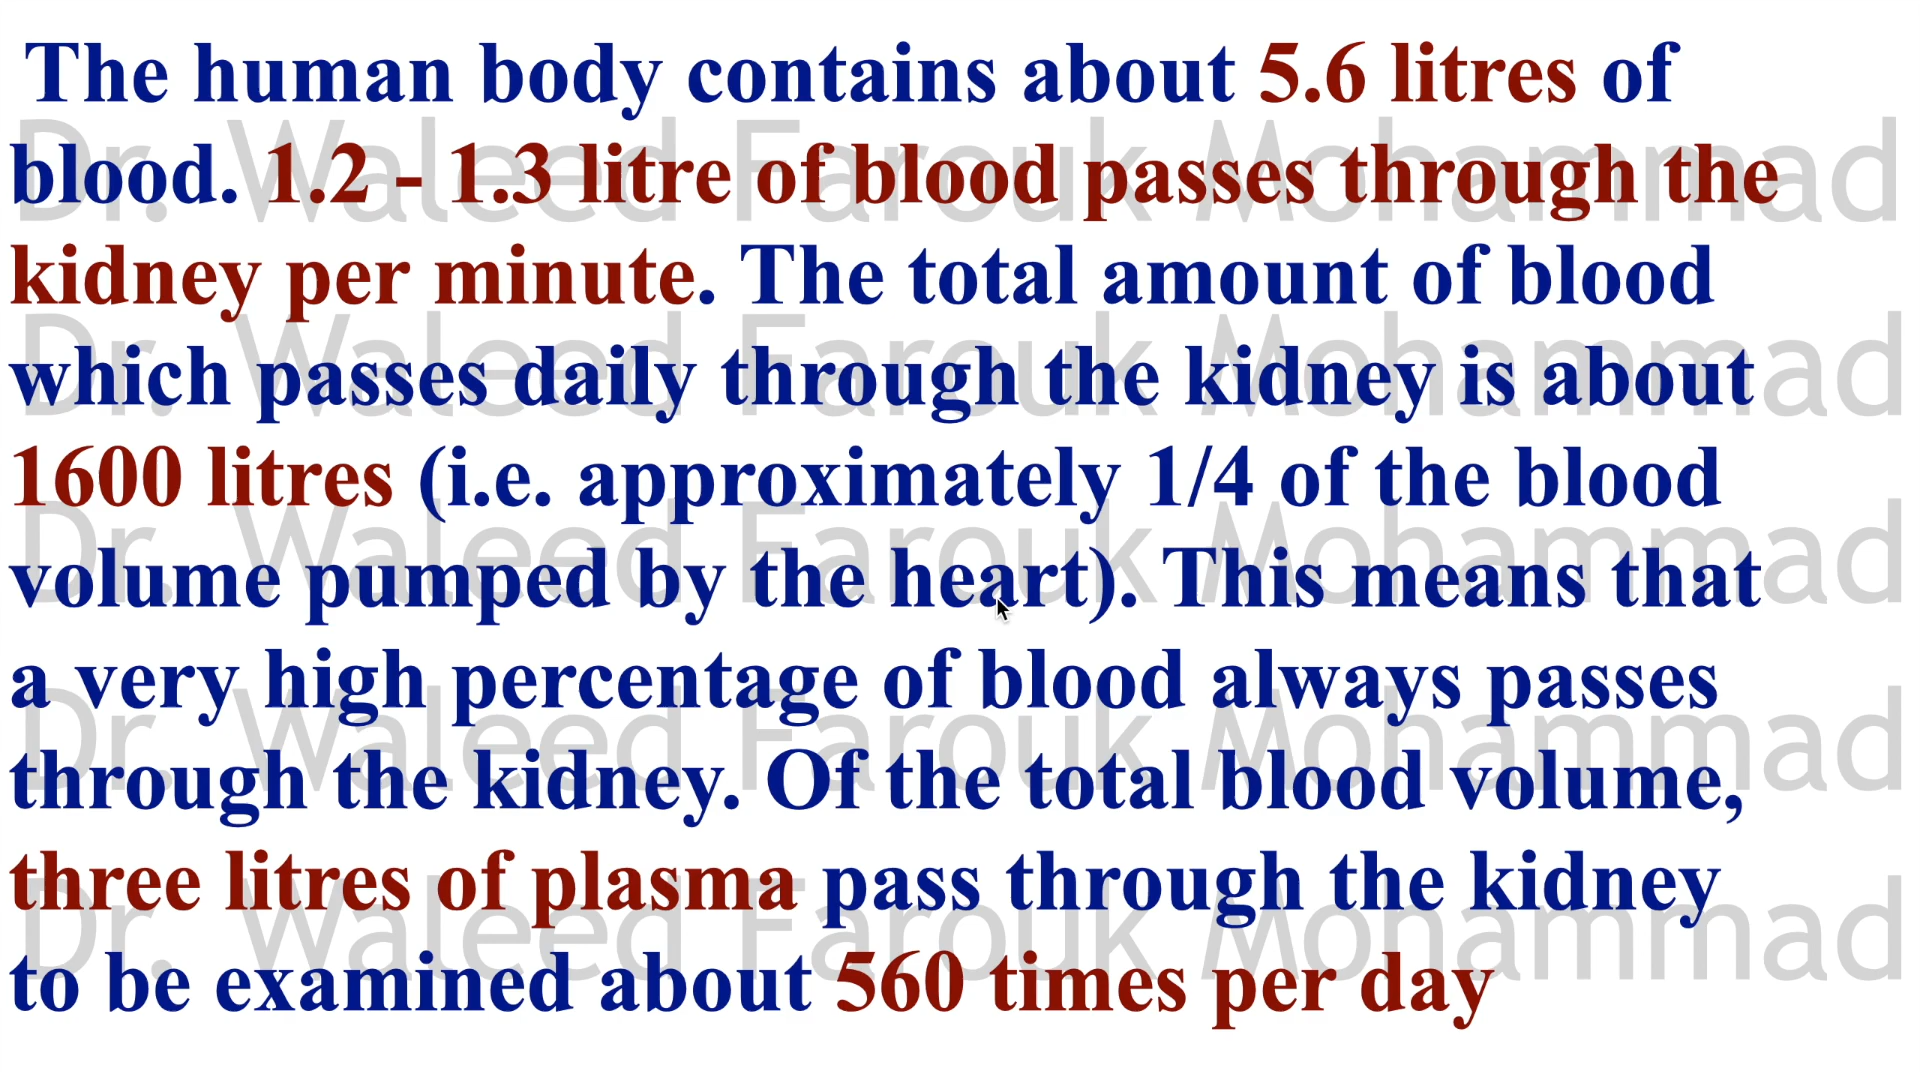 The human body contains about 5.6 litres of
blood. 1.2 - 1.3 litre of blood passes through the
kidney per minute. The total amount of blood
which passes daily through the kidney is about
1600 litres (i.e. approximately 1/4 of the blood
volume pumped by the heart). This means that
a very high percentage of blood always passes
through the kidney. Of the total blood volume,
three litres of plasma pass through the kidney
to be examined about 560 times per day
Dr. Waleed Farouk Mohammad
Dr. Waleed Farouk Mohammad
Dr. Waleed Farouk Mohammad
Dr. Waleed Farouk Mohammad
Dr. Waleed Farouk Mohammad